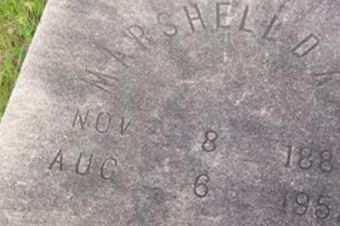 MARSHELL D K
NOV 8 188
AUG 6 195